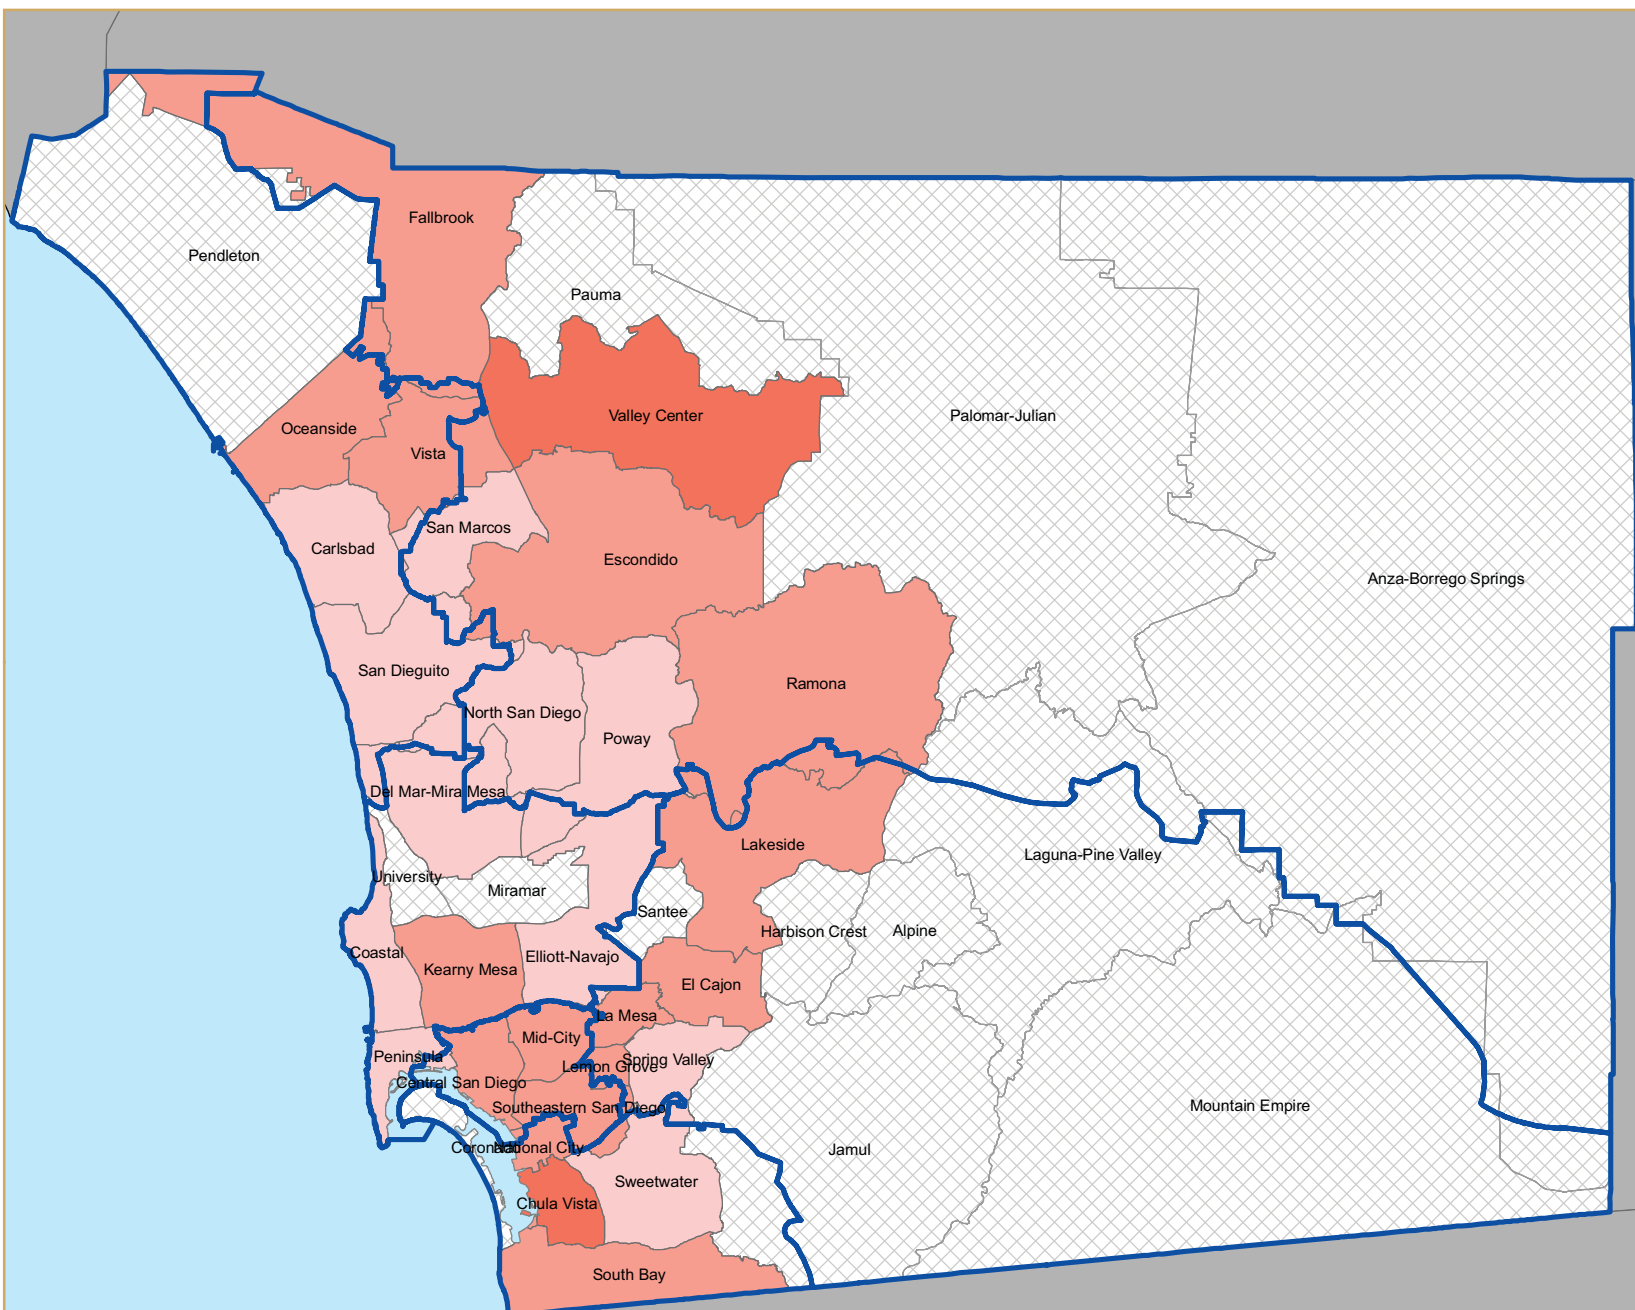 Fallbrook
Pendleton
Pauma
Valley Center
Palomar-Julian
Oceanside
Vista
San Marcos
Carlsbad
Escondido
Anza-Borrego Springs
San Dieguito
Ramona
North San Diego
Poway
Del Mar-Mira Mesa
Lakeside
Laguna-Pine Valley
University
Miramar
Santee
Harbison Crest
Alpine
Coastal
Elliott-Navajo
Kearny Mesa
El Cajon
La Mesa
Mid-City
Peninsula
Lemon Grove
Spring Valley
Central San Diego
Southeastern San Diego
Mountain Empire
Coronado
National City
Jamul
Sweetwater
Chula Vista
South Bay